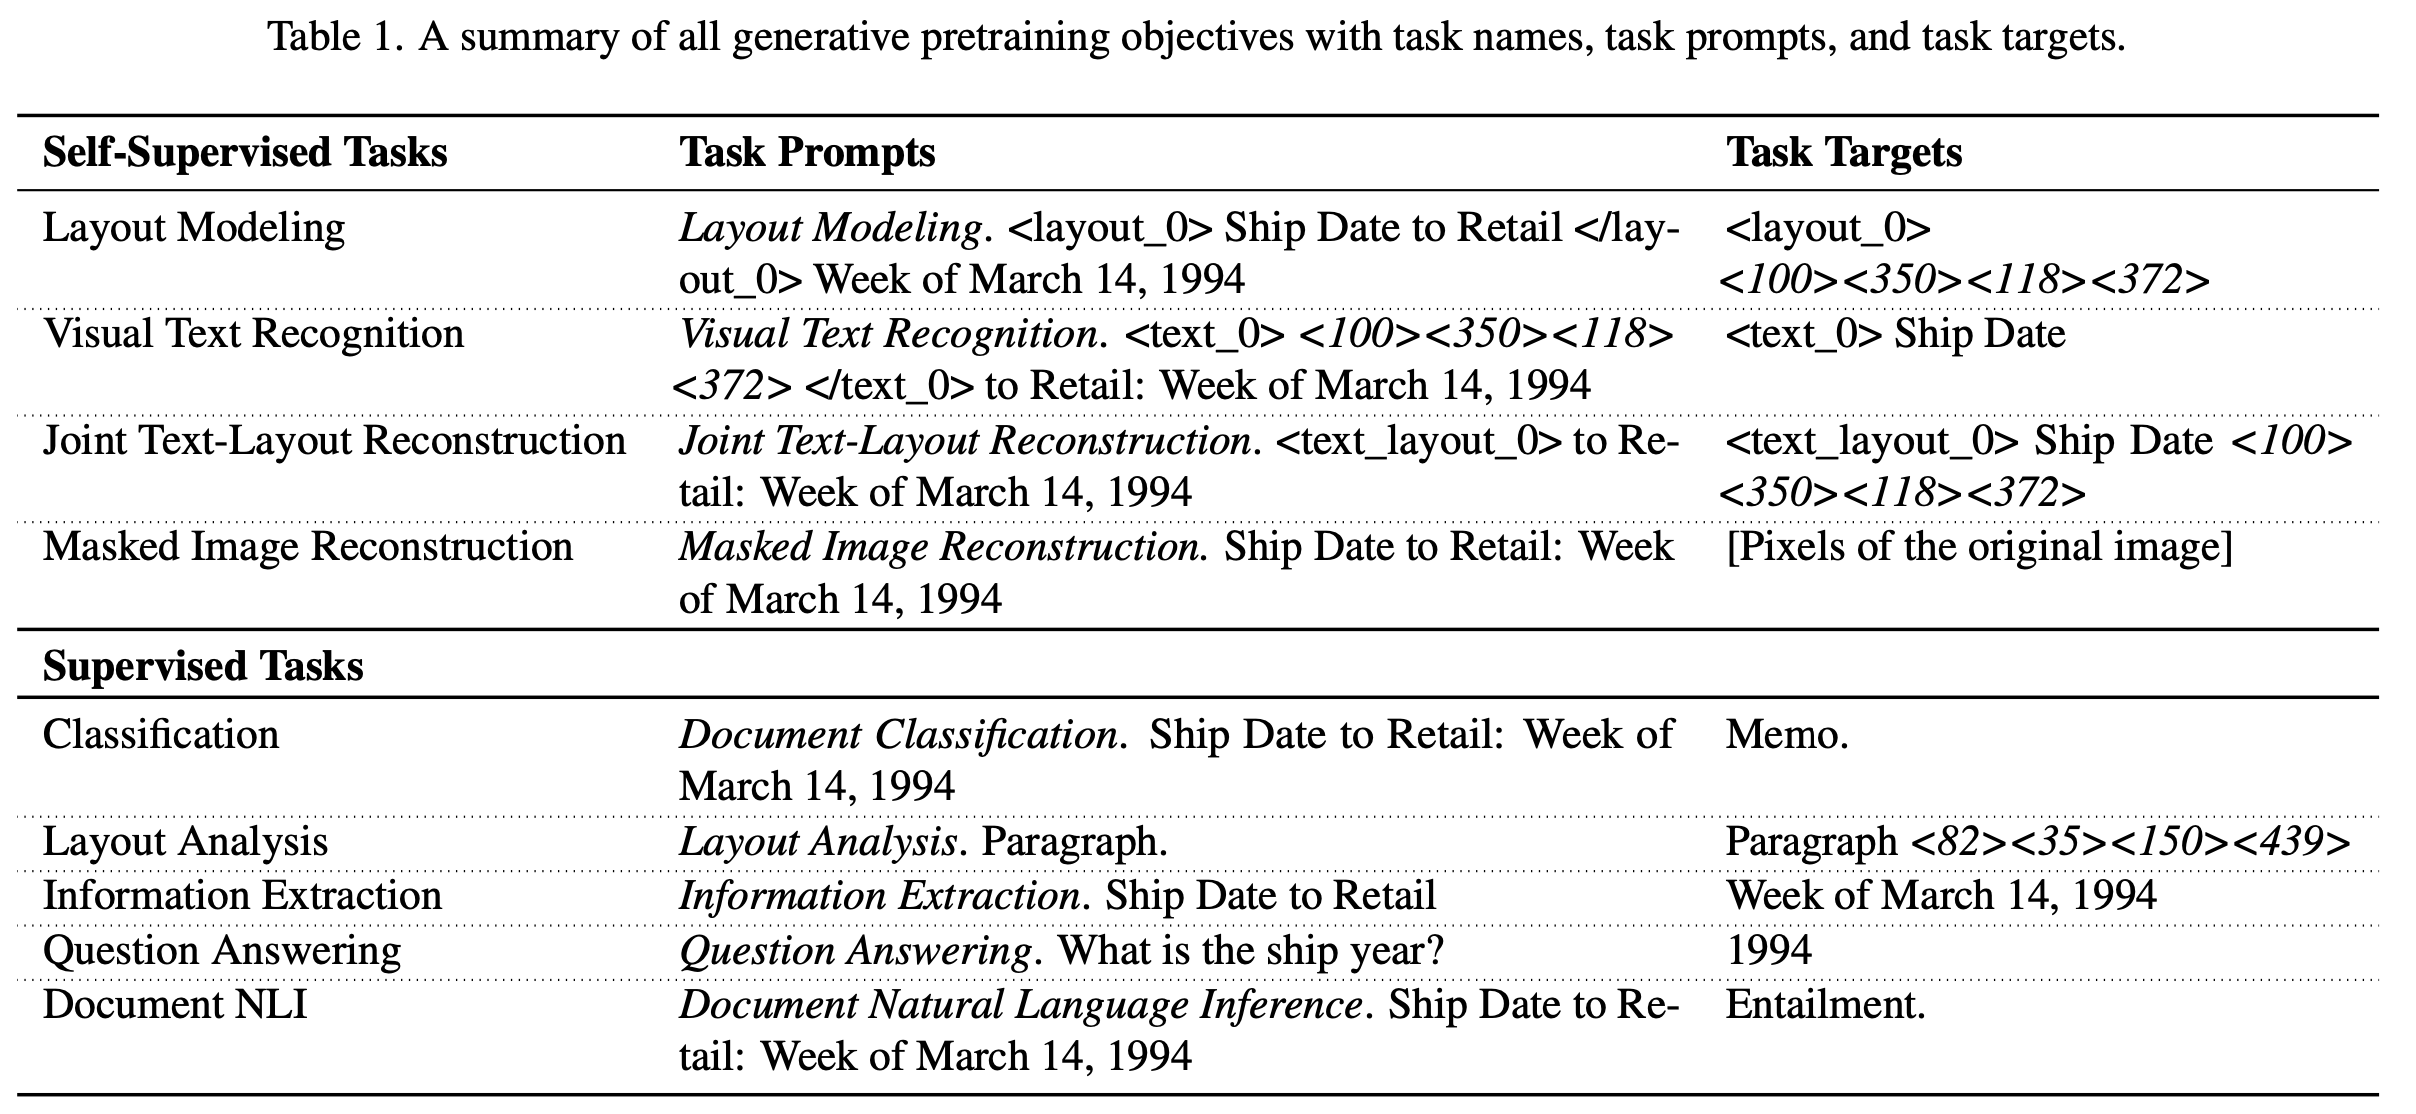 Table 1. A summary of all generative pretraining objectives with task names, task prompts, and task targets.
Self-Supervised Tasks Task Prompts Task Targets
Layout Modeling Layout Modeling. <layout_0> Ship Date to Retail </lay- <layout_0>
out_0> Week of March 14, 1994 <100><350><118><372>
Visual Text Recognition Visual Text Recognition. <text_0> <100><350><118> <text_0> Ship Date
<372> </text_0> to Retail: Week of March 14, 1994
Joint Text-Layout Reconstruction Joint Text-Layout Reconstruction. <text_layout_0> to Re- <text_layout_0> Ship Date <100>
tail: Week of March 14, 1994 <350><118><372>
Masked Image Reconstruction Masked Image Reconstruction. Ship Date to Retail: Week [Pixels of the original image]
of March 14, 1994
Supervised Tasks
Classification Document Classification. Ship Date to Retail: Week of Memo.
March 14, 1994
Layout Analysis Layout Analysis. Paragraph. Paragraph <82><35><150><439>
Information Extraction Information Extraction. Ship Date to Retail Week of March 14, 1994
Question Answering Question Answering. What is the ship year? 1994
Document NLI Document Natural Language Inference. Ship Date to Re- Entailment.
tail: Week of March 14, 1994